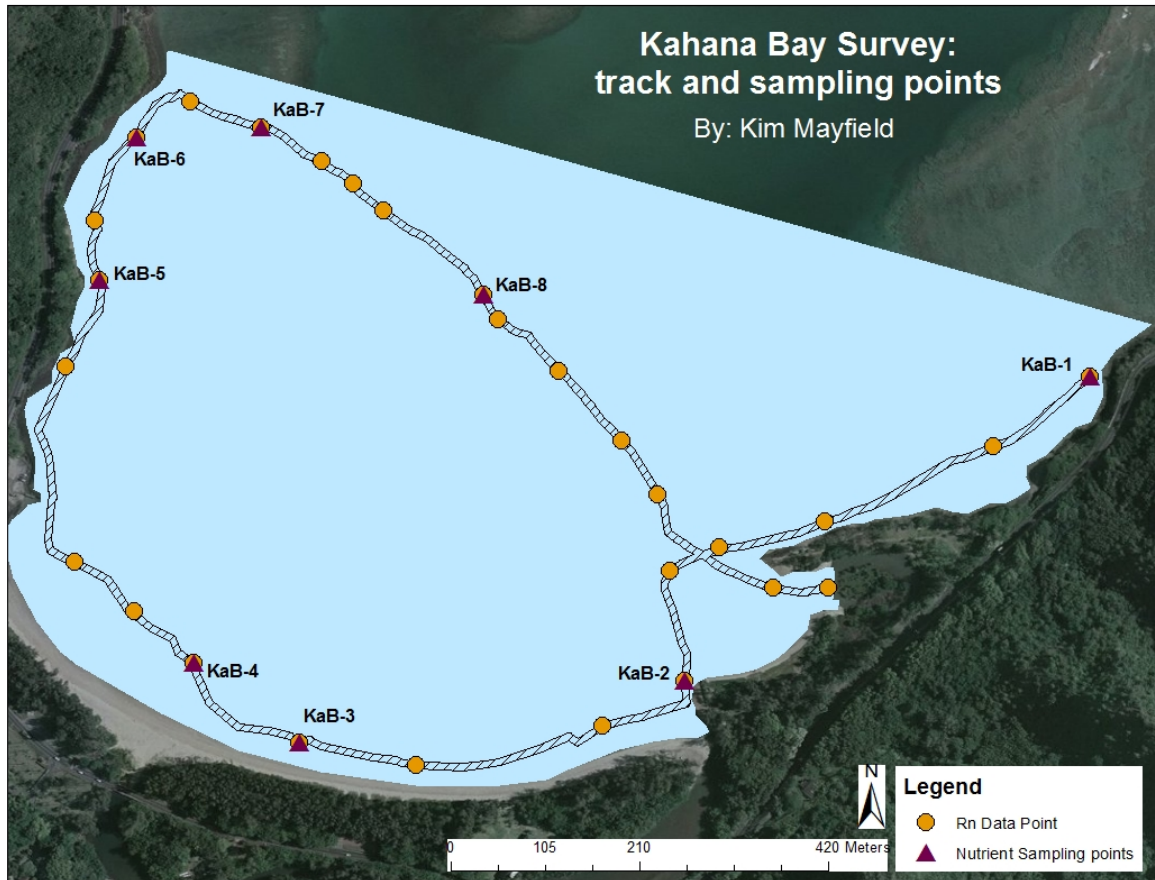 Kahana Bay Survey:
track and sampling points
By: Kim Mayfield
KaB-7
KaB-6
KaB-5
KaB-8
KaB-1
KaB-2
KaB-4
KaB-3
N
0 105 210 420 Meters
Legend
Rn Data Point
Nutrient Sampling points